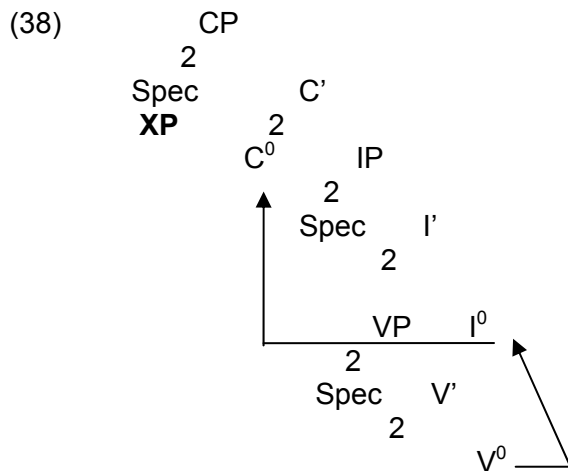 (38) CP
2
Spec C’
XP 2
C⁰ IP
2
Spec I’
2
VP I⁰
2
Spec V’
2
V⁰